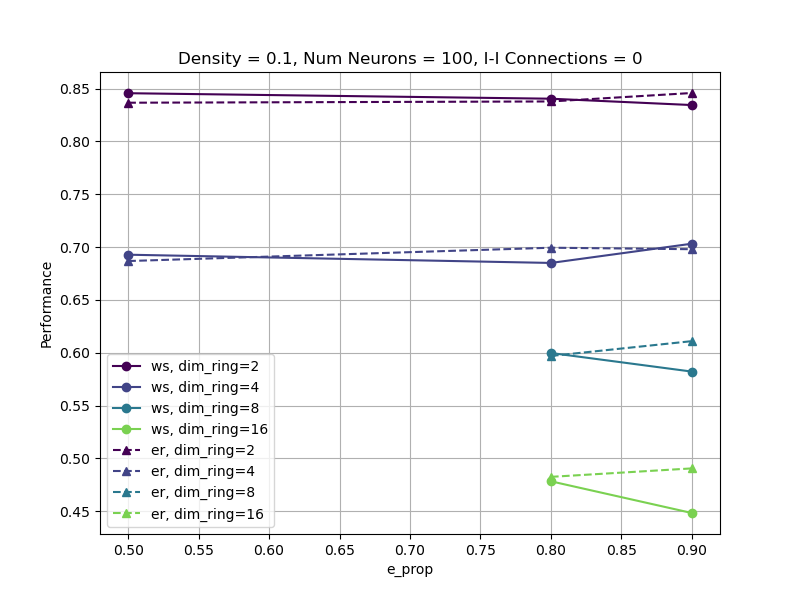 Density = 0.1, Num Neurons = 100, I-I Connections = 0
Performance
0.85
0.80
0.75
0.70
0.65
0.60
0.55
0.50
0.45
ws, dim_ring=2
ws, dim_ring=4
ws, dim_ring=8
ws, dim_ring=16
er, dim_ring=2
er, dim_ring=4
er, dim_ring=8
er, dim_ring=16
0.50 0.55 0.60 0.65 0.70 0.75 0.80 0.85 0.90
e_prop